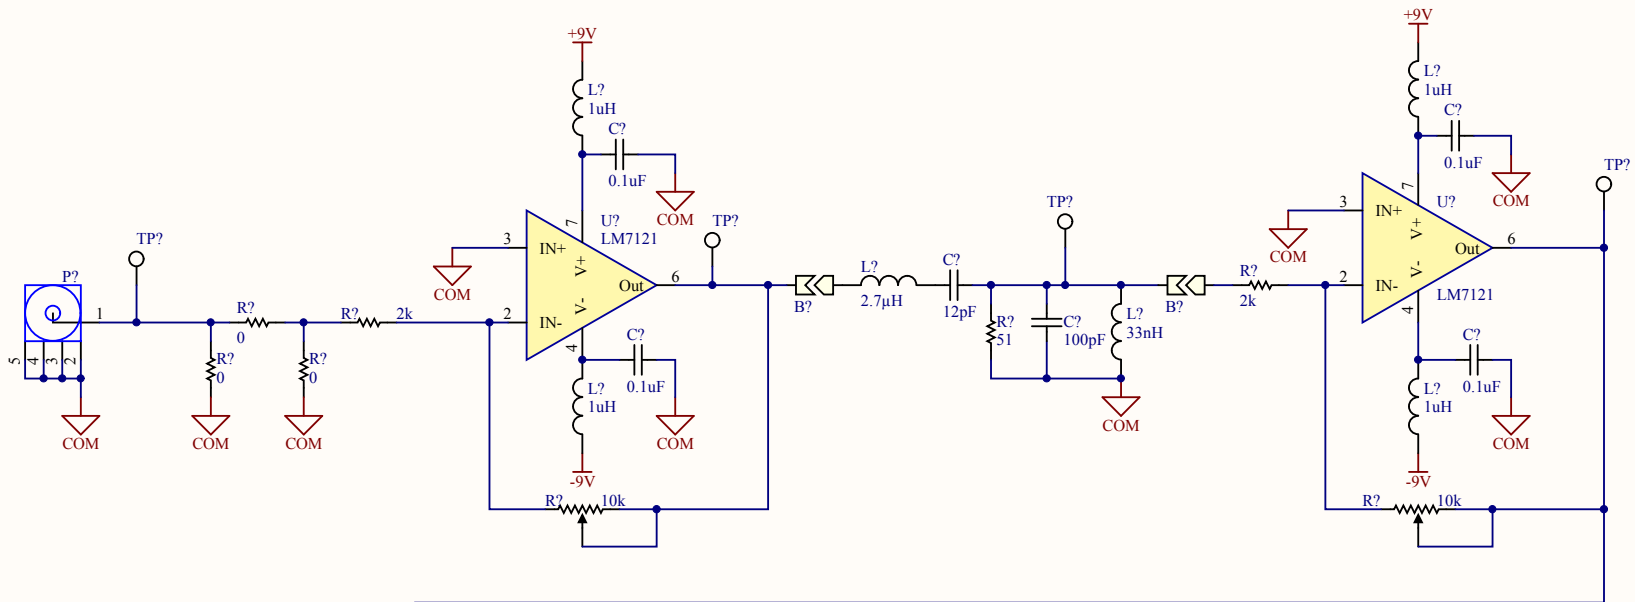 P?
1
5
4
3
2
COM
TP?
R?
0
COM
R?
0
R?
0
COM
R?
2k
+9V
L?
1uH
C?
0.1uF
COM
3
COM
2
IN+
IN-
V+
V-
7
4
U?
LM7121
Out
6
TP?
C?
0.1uF
COM
L?
1uH
-9V
R?
10k
B?
L?
2.7µH
C?
12pF
TP?
R?
51
C?
100pF
L?
33nH
COM
B?
R?
2k
+9V
L?
1uH
C?
0.1uF
COM
3
COM
2
IN+
IN-
V+
V-
7
4
U?
LM7121
Out
6
TP?
C?
0.1uF
COM
L?
1uH
-9V
R?
10k